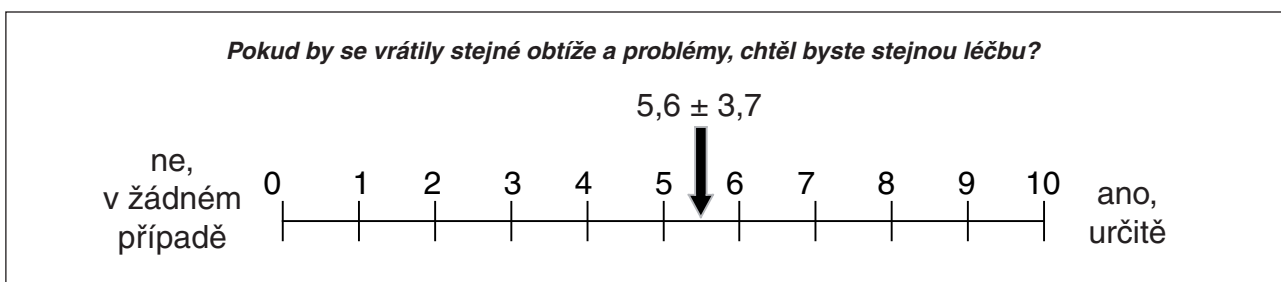 Pokud by se vrátily stejné obtíže a problémy, chtěl byste stejnou léčbu?
5,6 ± 3,7
ne,
v žádném
případě
0 1 2 3 4 5 6 7 8 9 10
ano,
určitě